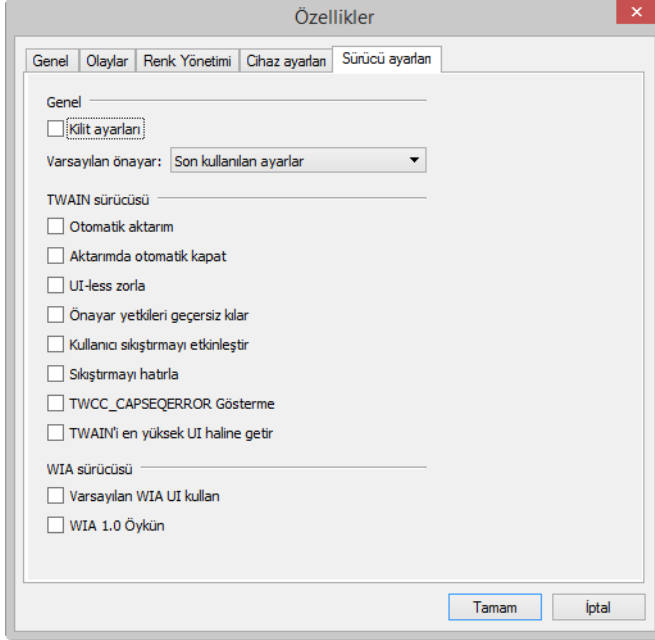 Özellikler
Genel Olaylar Renk Yönetimi Cihaz ayarları Sürücü ayarları
Genel
Kilit ayarları
Varsayılan önayar: Son kullanılan ayarlar
TWAIN sürücüsü
Otomatik aktarım
Aktarımda otomatik kapat
UI-less zorla
Önayar yetkileri geçersiz kılar
Kullanıcı sıkıştırmayı etkinleştir
Sıkıştırmayı hatırla
TWCC_CAPSEQERROR Gösterme
TWAIN'i en yüksek UI haline getir
WIA sürücüsü
Varsayılan WIA UI kullan
WIA 1.0 Öykün
Tamam İptal